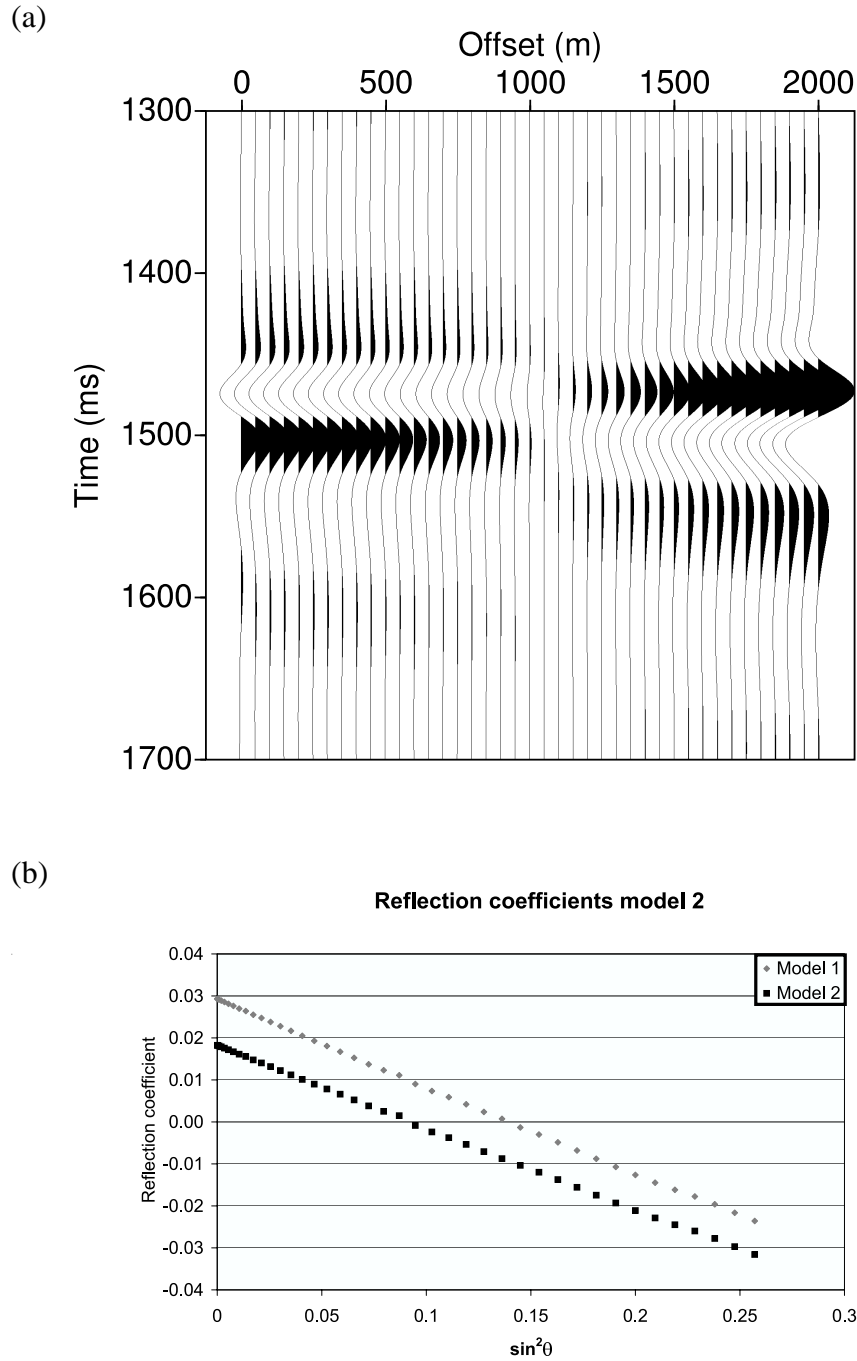 (a)
Offset (m)
0 500 1000 1500 2000
1300
1400
1500
1600
1700
Time (ms)
(b)
Reflection coefficients model 2
0.04
0.03
0.02
0.01
0.00
-0.01
-0.02
-0.03
-0.04
Reflection coefficient
Model 1
Model 2
0 0.05 0.1 0.15 0.2 0.25 0.3
sin²θ